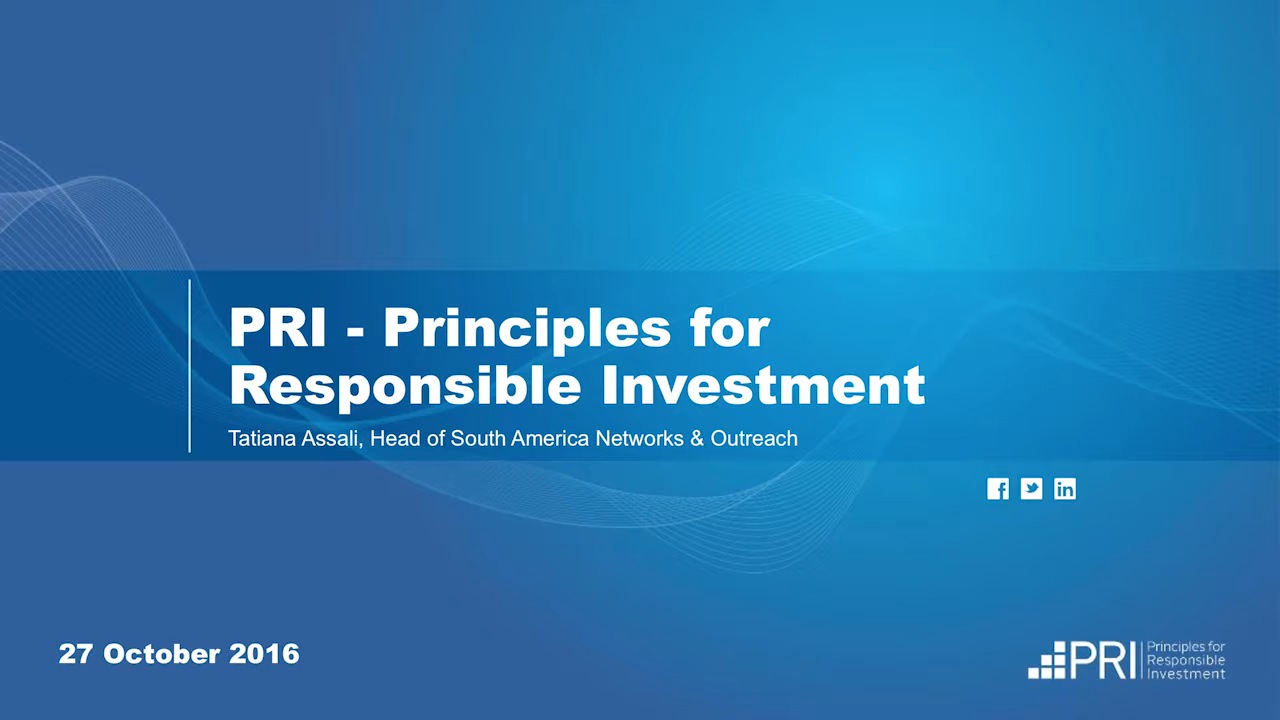 PRI - Principles for
Responsible Investment
Tatiana Assali, Head of South America Networks & Outreach
27 October 2016
PRI
Principles for
Responsible
Investment